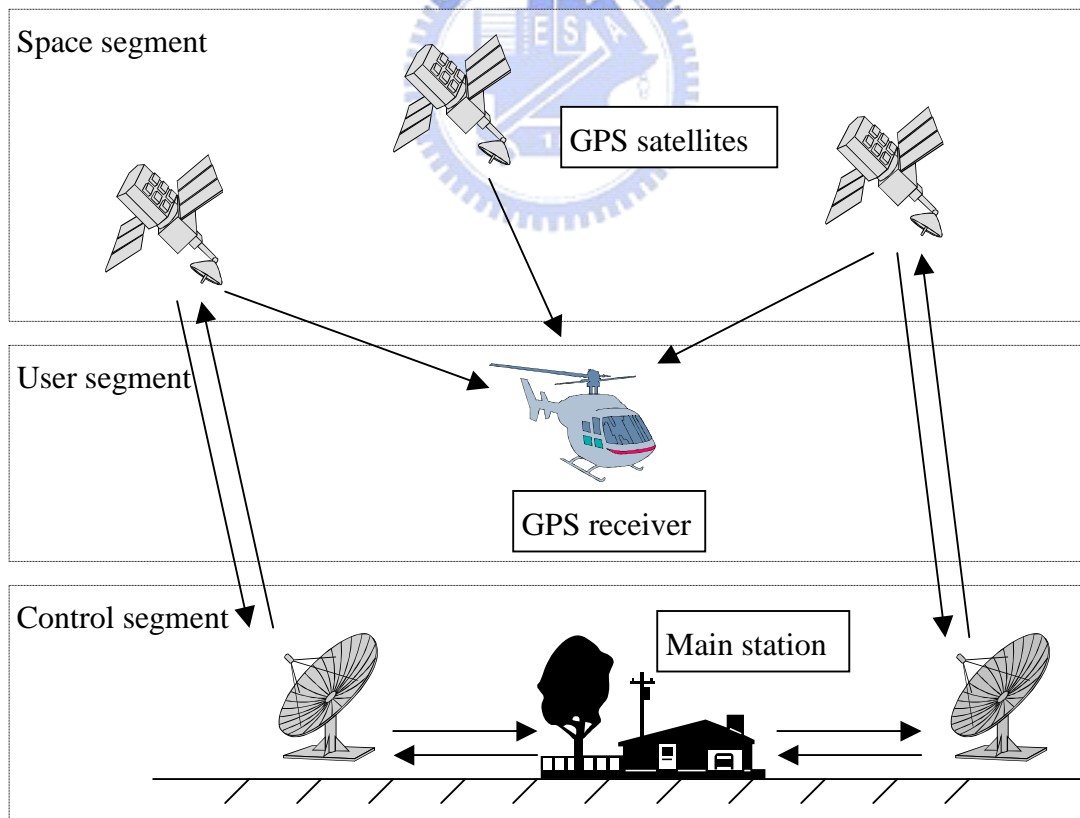 Space segment
E S A
GPS satellites
User segment
GPS receiver
Control segment
Main station